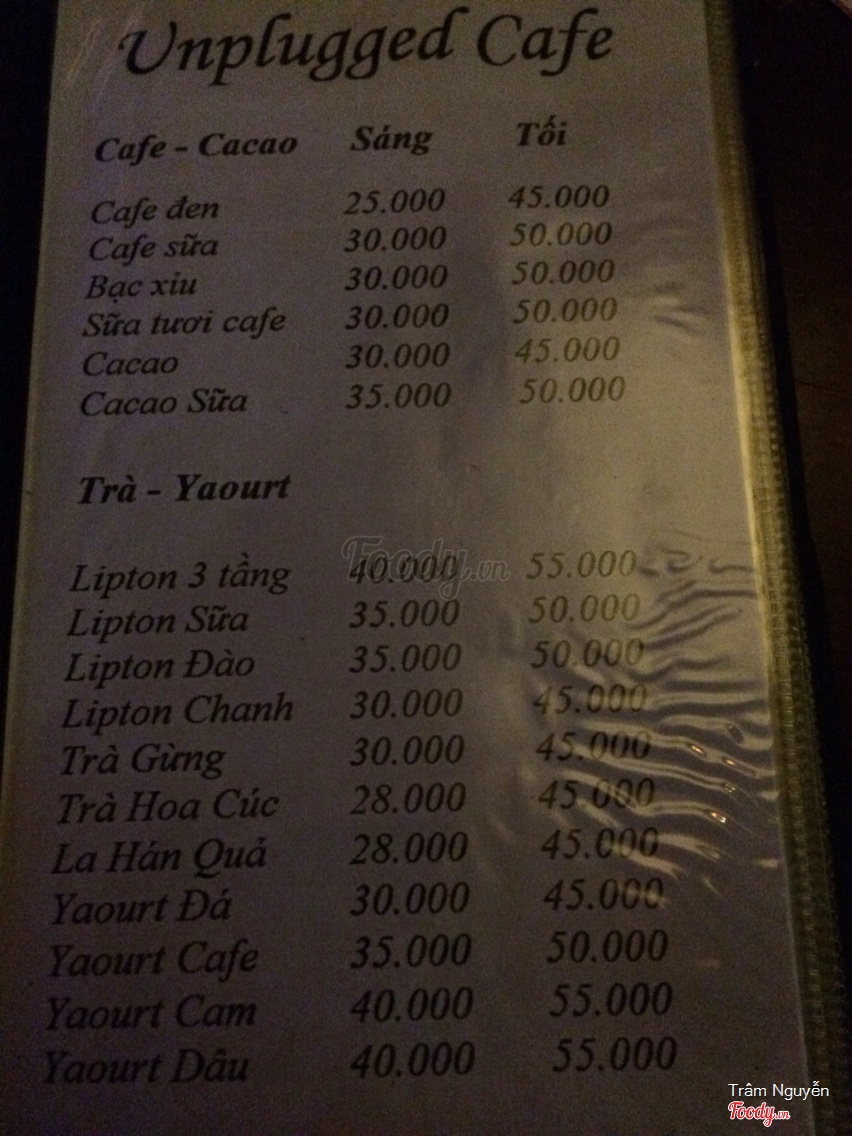 Unplugged Cafe
Cafe - Cacao Sáng Tối
Cafe đen 25.000 45.000
Cafe sữa 30.000 50.000
Bạc xỉu 30.000 50.000
Sữa tươi cafe 30.000 50.000
Cacao 30.000 45.000
Cacao Sữa 35.000 50.000
Trà - Yaourt
Foody.vn
Lipton 3 tầng 40.000 55.000
Lipton Sữa 35.000 50.000
Lipton Đào 35.000 50.000
Lipton Chanh 30.000 45.000
Trà Gừng 30.000 45.000
Trà Hoa Cúc 28.000 45.000
La Hán Quả 28.000 45.000
Yaourt Đá 30.000 45.000
Yaourt Cafe 35.000 50.000
Yaourt Cam 40.000 55.000
Yaourt Dâu 40.000 55.000
Trâm Nguyễn
Foody.vn